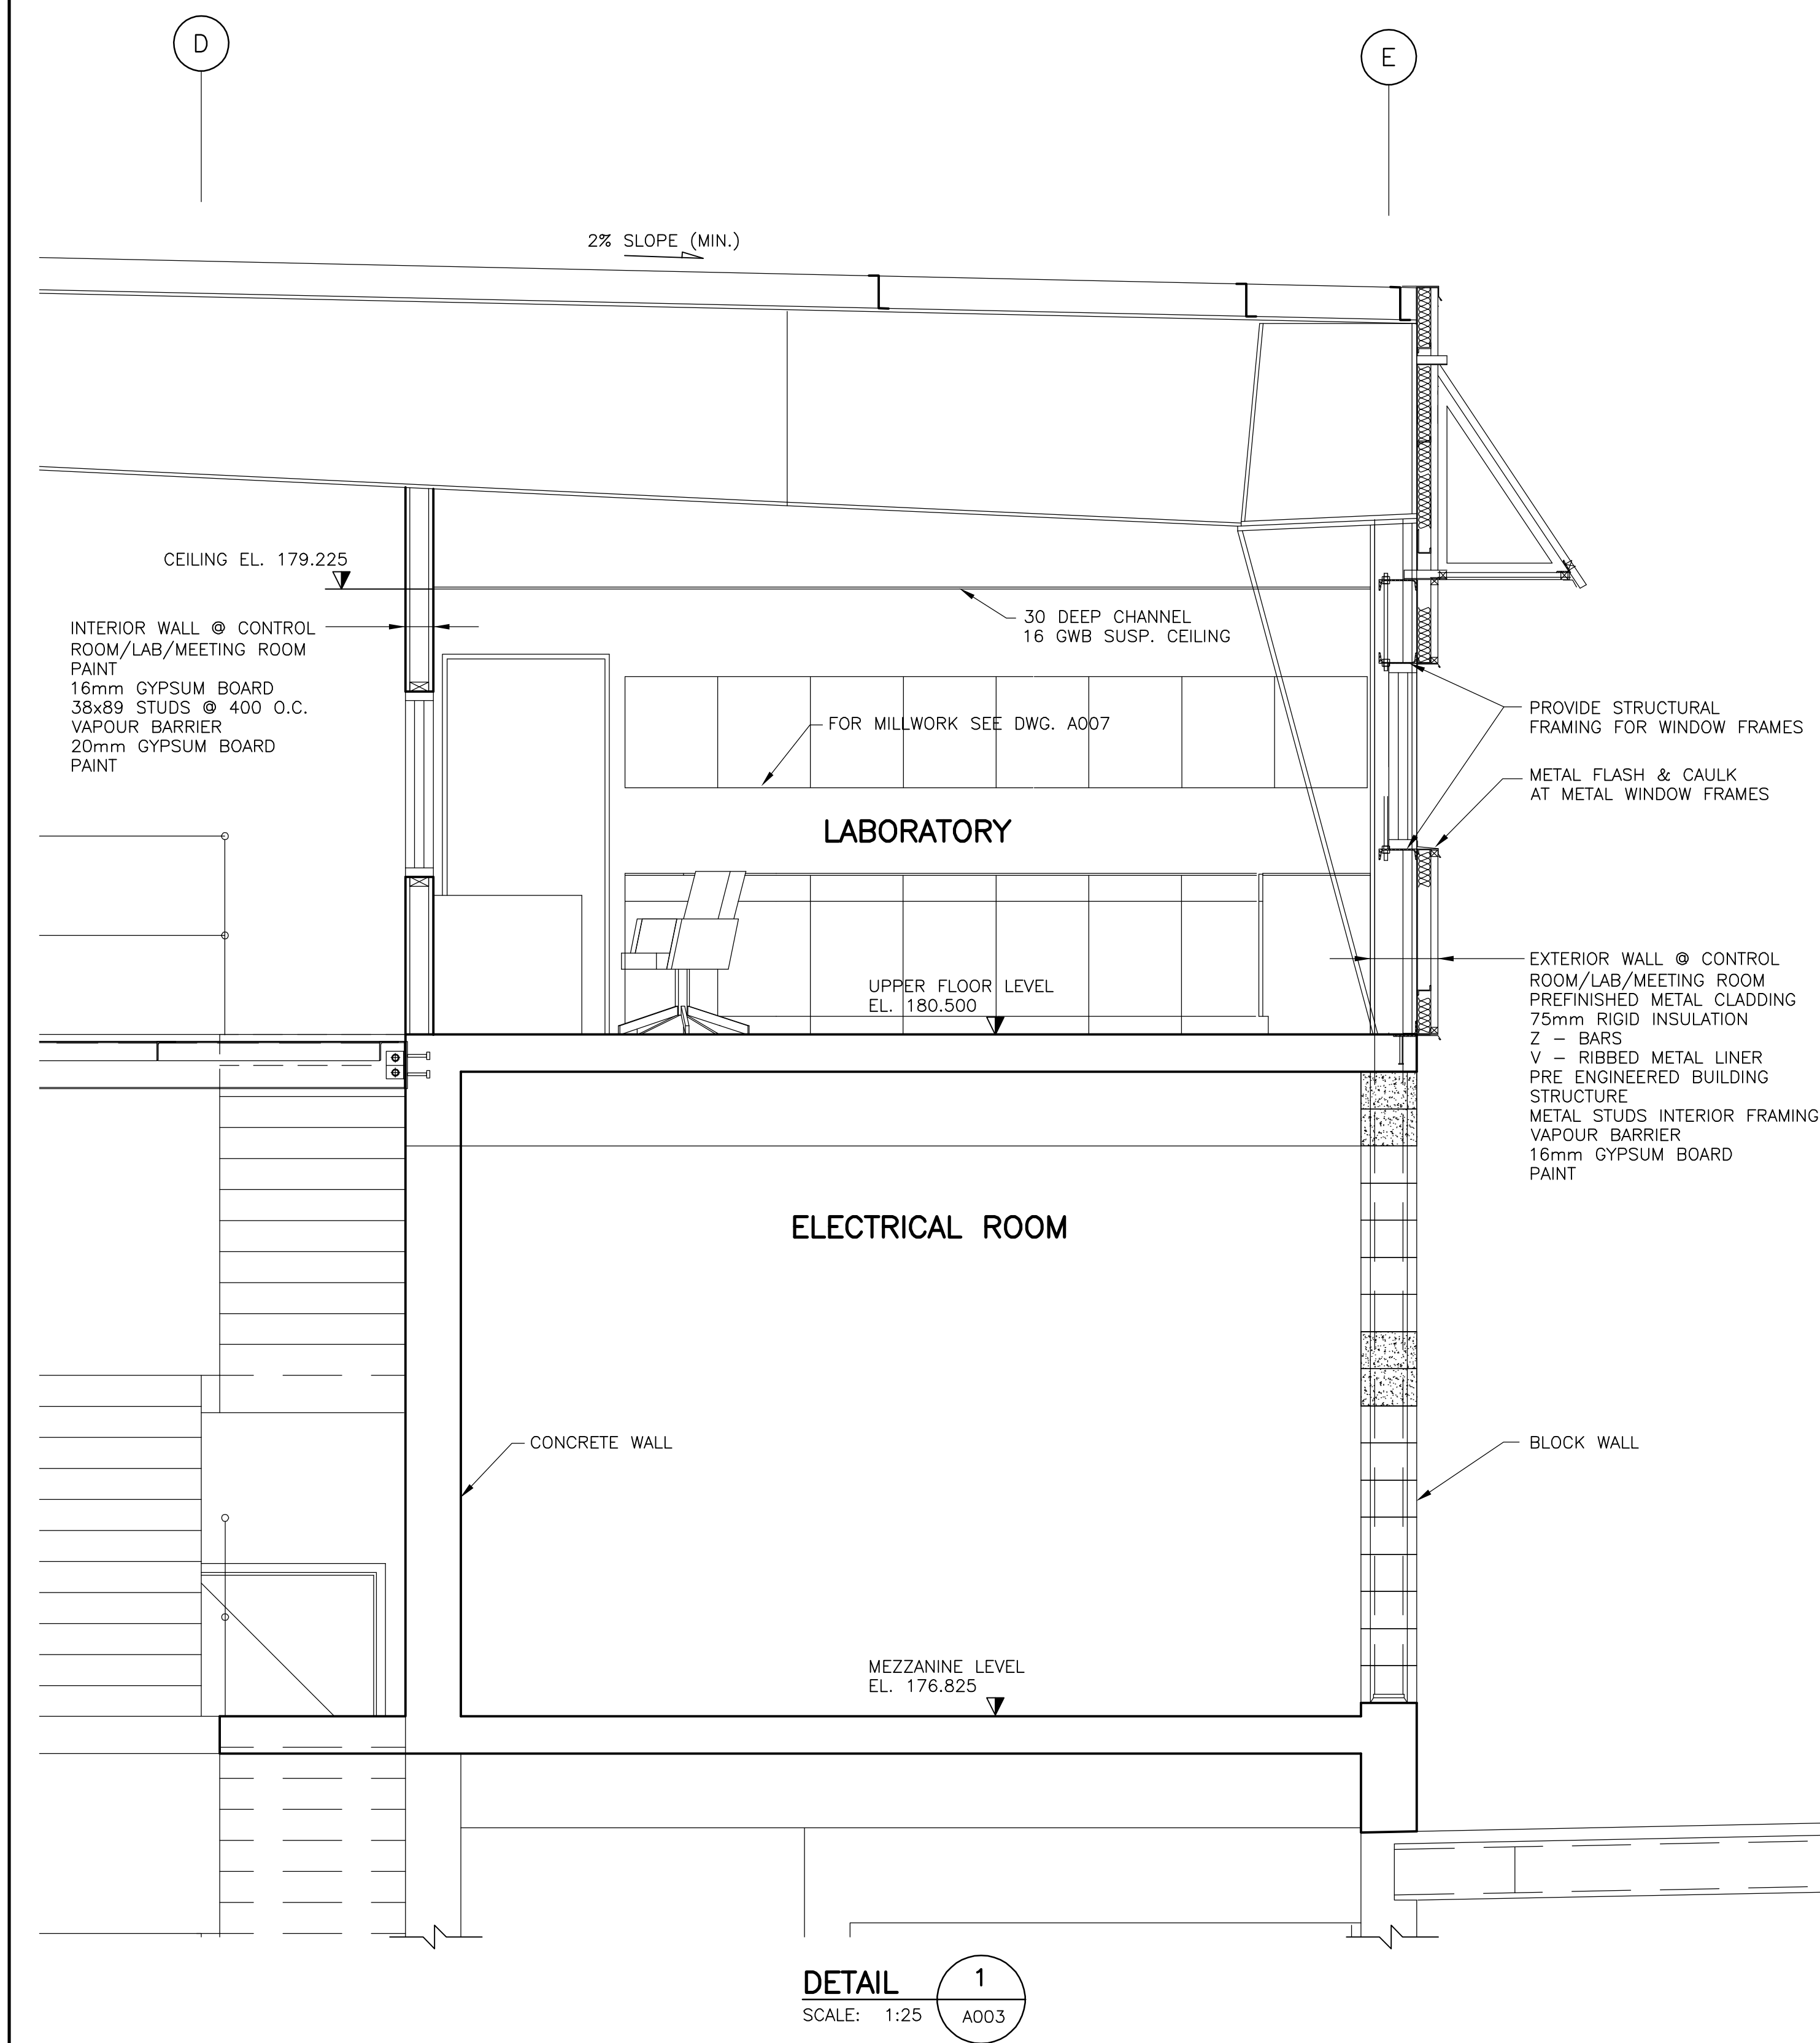 D
E
2% SLOPE (MIN.)
CEILING EL. 179.225
30 DEEP CHANNEL
16 GWB SUSP. CEILING
INTERIOR WALL @ CONTROL
ROOM/LAB/MEETING ROOM
PAINT
16mm GYPSUM BOARD
38x89 STUDS @ 400 O.C.
VAPOUR BARRIER
20mm GYPSUM BOARD
PAINT
FOR MILLWORK SEE DWG. A007
PROVIDE STRUCTURAL
FRAMING FOR WINDOW FRAMES
METAL FLASH & CAULK
AT METAL WINDOW FRAMES
LABORATORY
UPPER FLOOR LEVEL
EL. 180.500
EXTERIOR WALL @ CONTROL
ROOM/LAB/MEETING ROOM
PREFINISHED METAL CLADDING
75mm RIGID INSULATION
Z – BARS
V – RIBBED METAL LINER
PRE ENGINEERED BUILDING
STRUCTURE
METAL STUDS INTERIOR FRAMING
VAPOUR BARRIER
16mm GYPSUM BOARD
PAINT
ELECTRICAL ROOM
CONCRETE WALL
BLOCK WALL
MEZZANINE LEVEL
EL. 176.825
DETAIL
1
SCALE: 1:25
A003